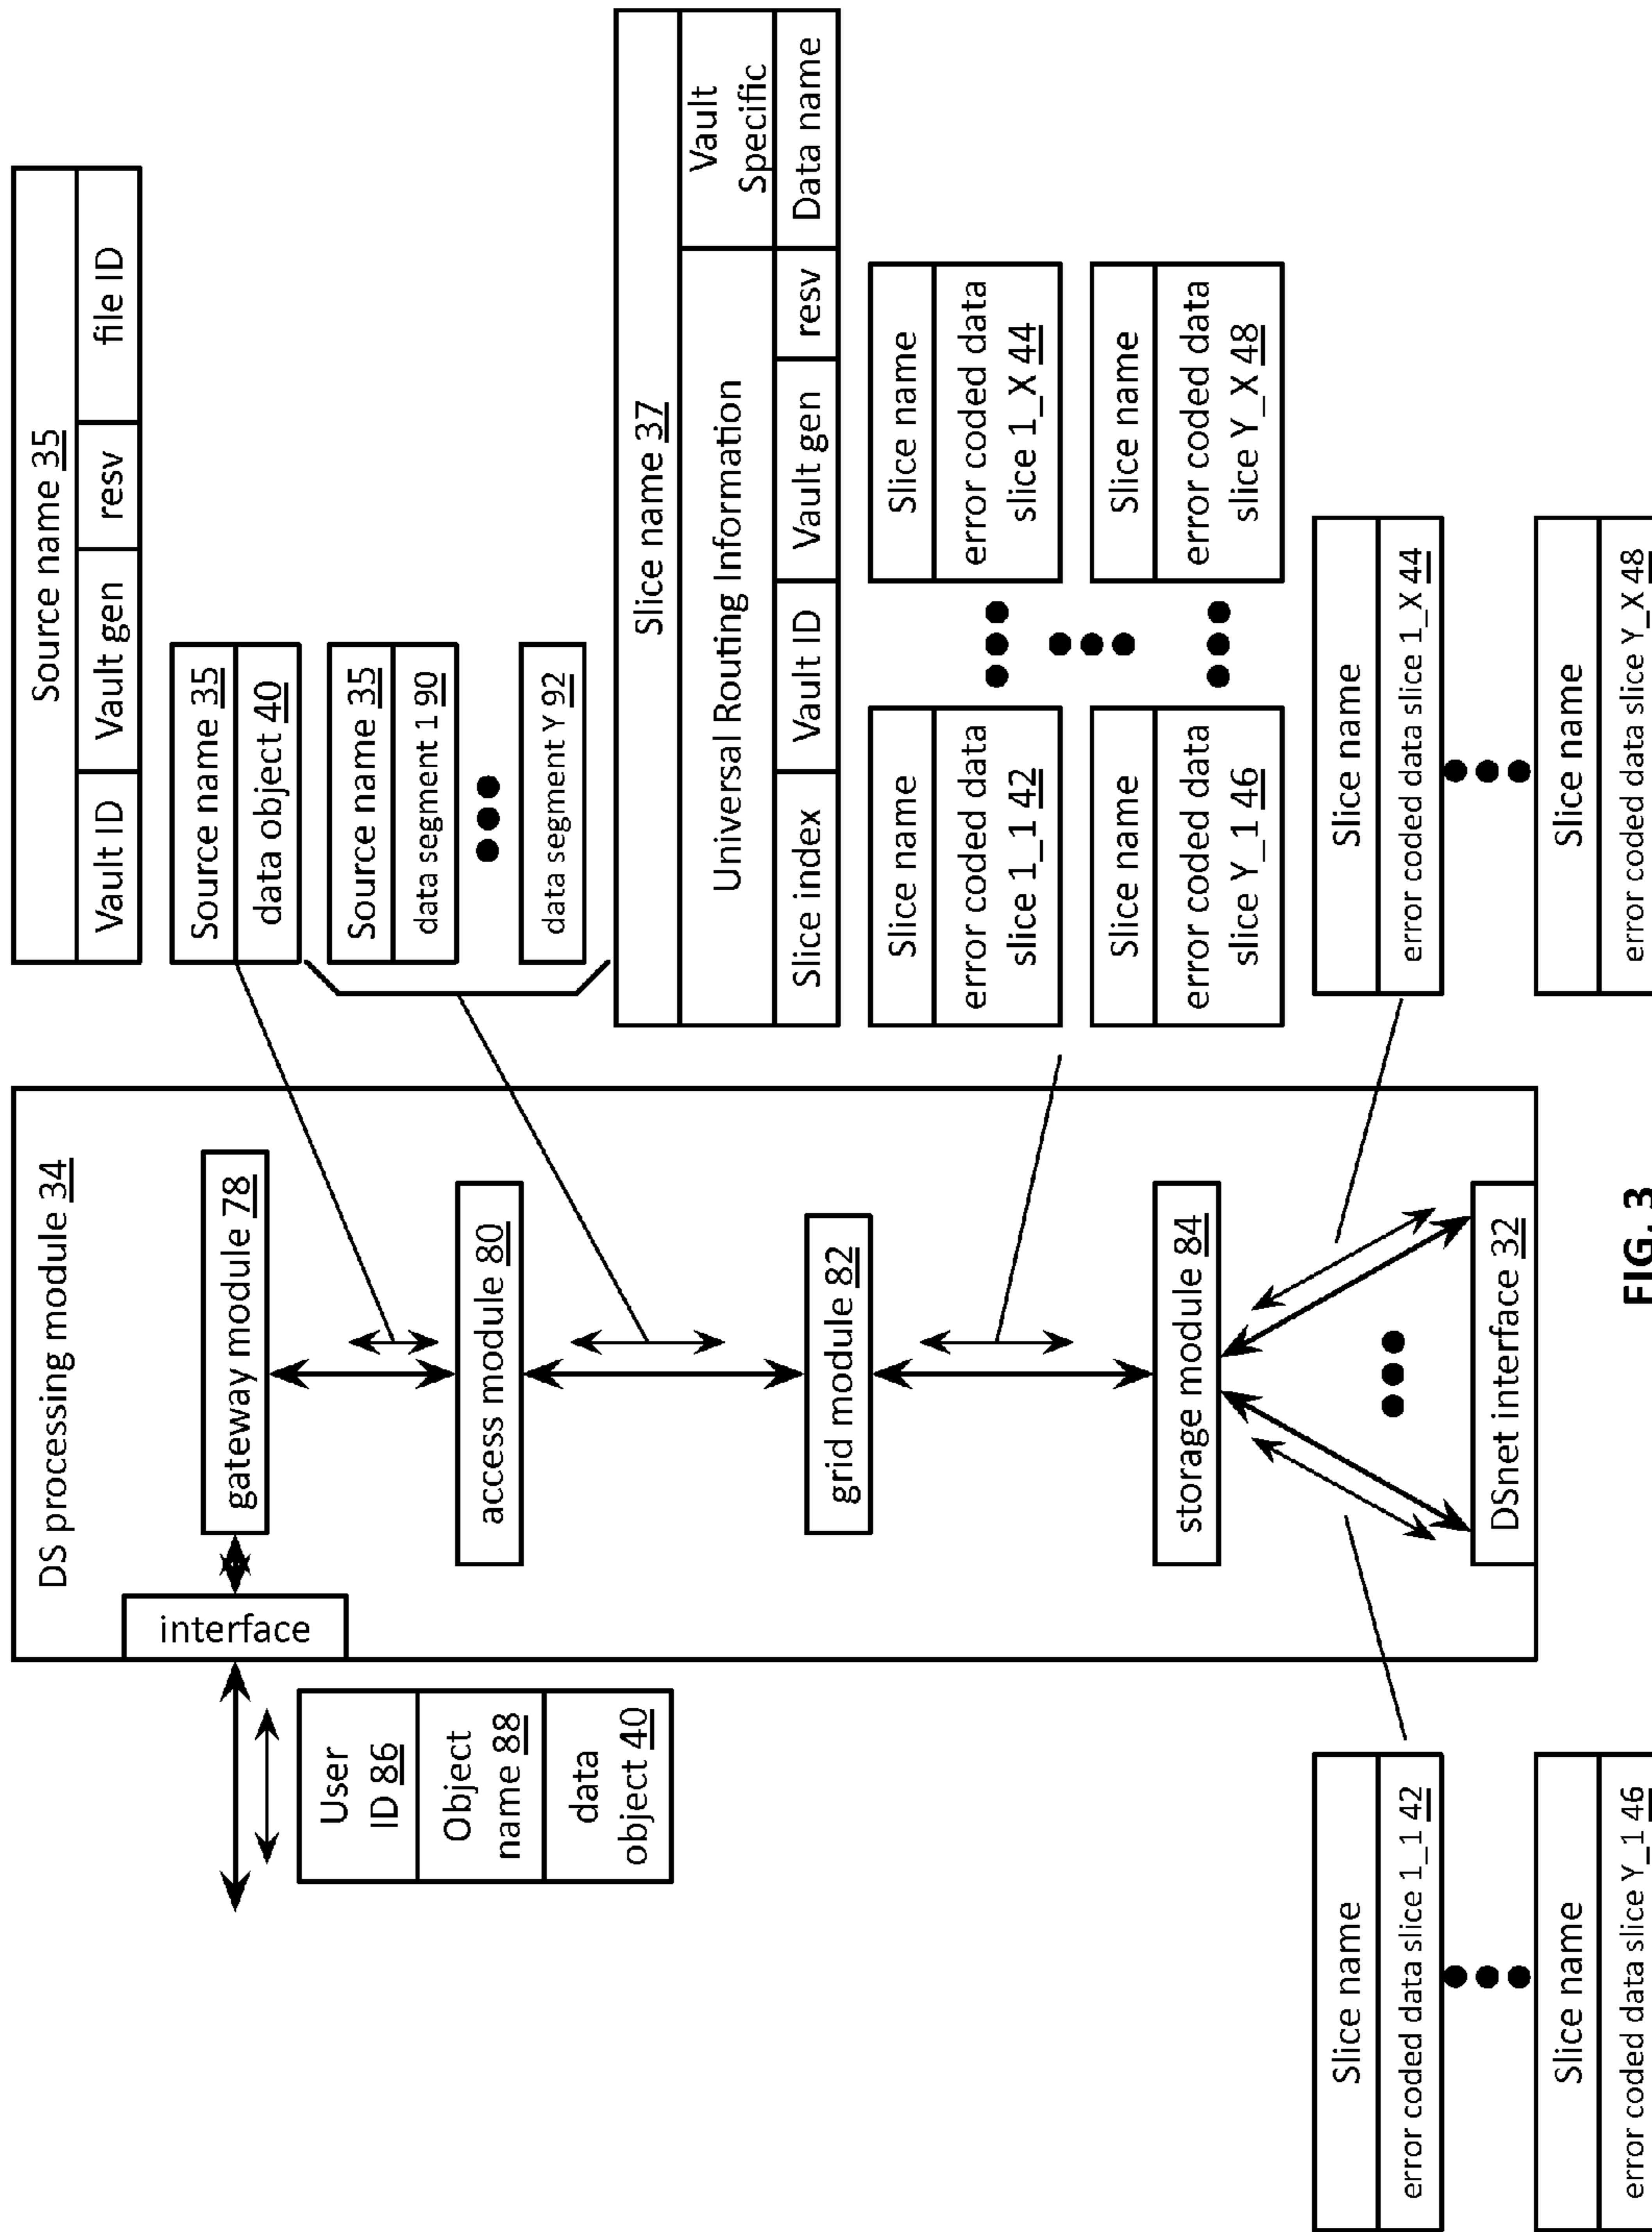 DS processing module 34
interface
gateway module 78
access module 80
grid module 82
storage module 84
DSnet interface 32
User
ID 86
Object
name 88
data
object 40
Source name 35
Vault ID
Vault gen
resv
file ID
Source name 35
data object 40
Source name 35
data segment 1 90
data segment Y 92
Slice name 37
Universal Routing Information
Vault
Specific
Slice index
Vault ID
Vault gen
resv
Data name
Slice name
error coded data
slice 1_1 42
Slice name
error coded data
slice 1_X 44
Slice name
error coded data
slice Y_1 46
Slice name
error coded data
slice Y_X 48
Slice name
error coded data slice 1_1 42
Slice name
error coded data slice Y_1 46
Slice name
error coded data slice 1_X 44
Slice name
error coded data slice Y_X 48
FIG. 3